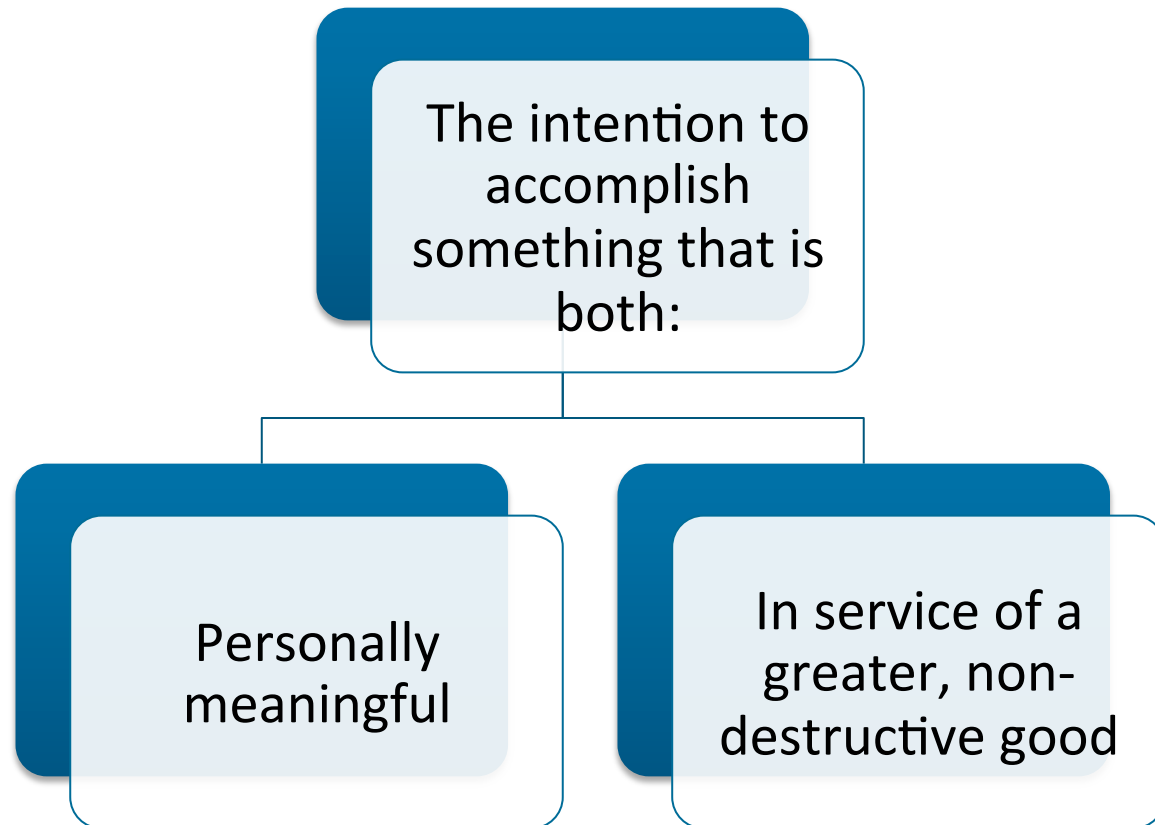 The intention to
accomplish
something that is
both:
Personally
meaningful
In service of a
greater, non-
destructive good